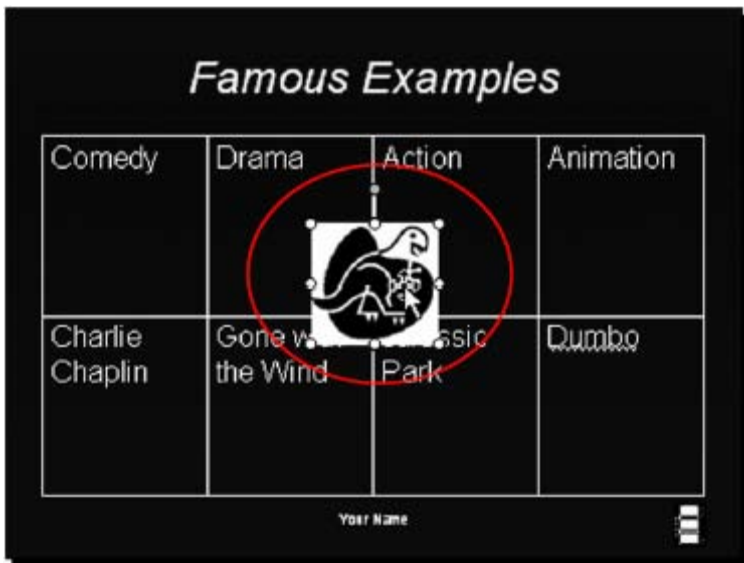 Famous Examples
Comedy Drama Action Animation
Charlie Gone w ssic Dumbo
Chaplin the Wind Park
Your Name